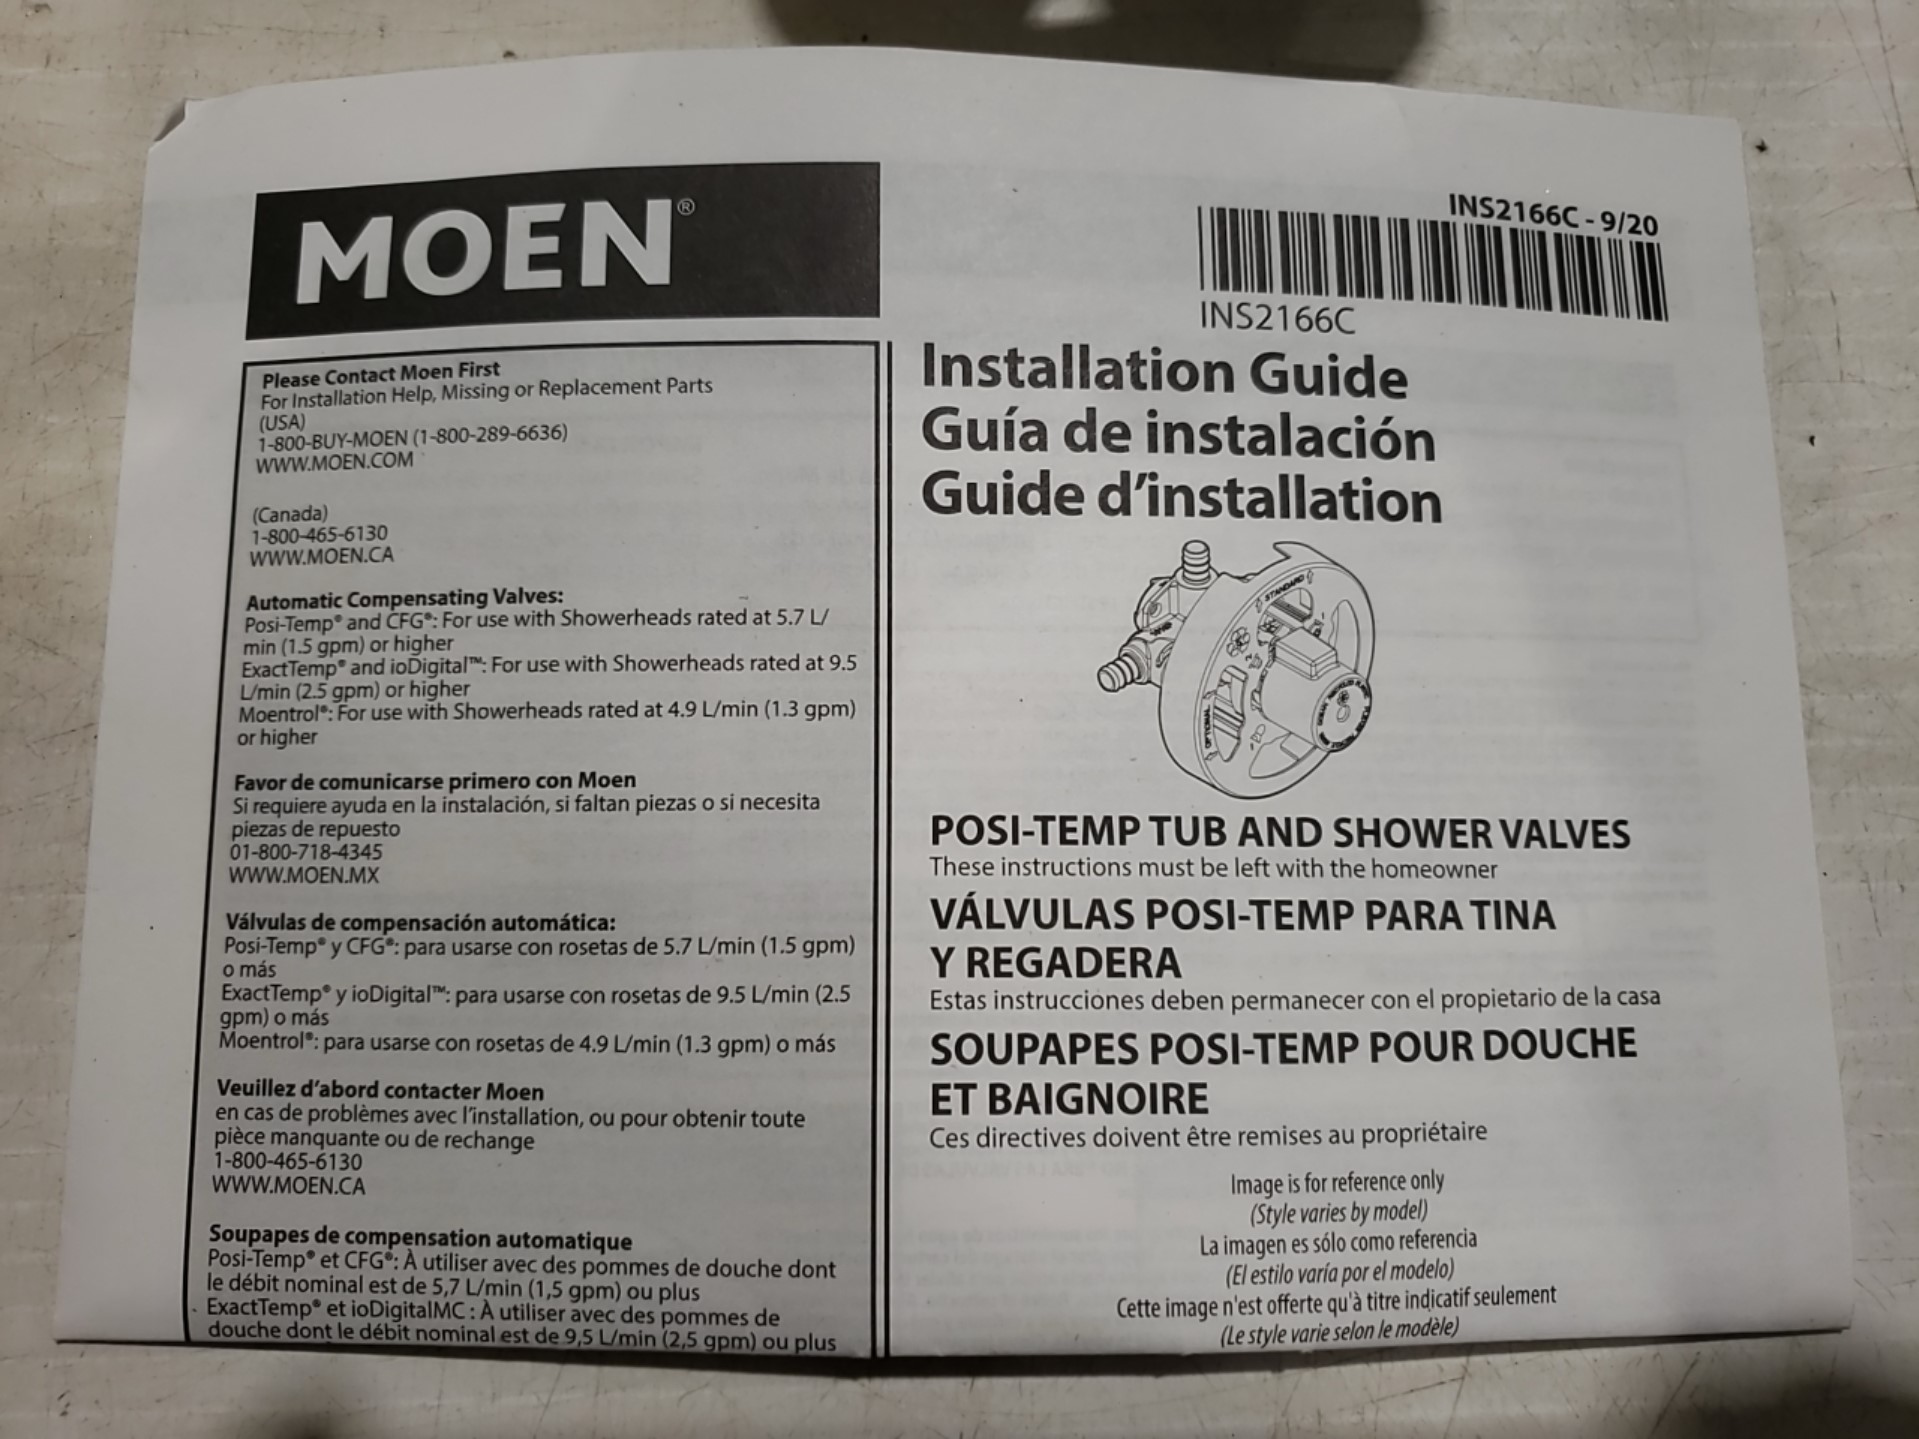 MOEN®
Please Contact Moen First
For Installation Help, Missing or Replacement Parts
(USA)
1-800-BUY-MOEN (1-800-289-6636)
WWW.MOEN.COM
(Canada)
1-800-465-6130
WWW.MOEN.CA
Automatic Compensating Valves:
Posi-Temp® and CFG®: For use with Showerheads rated at 5.7 L/
min (1.5 gpm) or higher
ExactTemp® and ioDigital™: For use with Showerheads rated at 9.5
L/min (2.5 gpm) or higher
Moentrol®: For use with Showerheads rated at 4.9 L/min (1.3 gpm)
or higher
Favor de comunicarse primero con Moen
Si requiere ayuda en la instalación, si faltan piezas o si necesita
piezas de repuesto
01-800-718-4345
WWW.MOEN.MX
Válvulas de compensación automática:
Posi-Temp® y CFG®: para usarse con rosetas de 5.7 L/min (1.5 gpm)
o más
ExactTemp® y ioDigital™: para usarse con rosetas de 9.5 L/min (2.5
gpm) o más
Moentrol®: para usarse con rosetas de 4.9 L/min (1.3 gpm) o más
Veuillez d'abord contacter Moen
en cas de problèmes avec l'installation, ou pour obtenir toute
pièce manquante ou de rechange
1-800-465-6130
WWW.MOEN.CA
Soupapes de compensation automatique
Posi-Temp® et CFG®: À utiliser avec des pommes de douche dont
le débit nominal est de 5,7 L/min (1,5 gpm) ou plus
ExactTemp® et ioDigitalMC : À utiliser avec des pommes de
douche dont le débit nominal est de 9,5 L/min (2,5 gpm) ou plus
INS2166C - 9/20
INS2166C
Installation Guide
Guía de instalación
Guide d'installation
STANDARD
OPTIONAL
POSI-TEMP TUB AND SHOWER VALVES
These instructions must be left with the homeowner
VÁLVULAS POSI-TEMP PARA TINA
Y REGADERA
Estas instrucciones deben permanecer con el propietario de la casa
SOUPAPES POSI-TEMP POUR DOUCHE
ET BAIGNOIRE
Ces directives doivent être remises au propriétaire
Image is for reference only
(Style varies by model)
La imagen es sólo como referencia
(El estilo varía por el modelo)
Cette image n'est offerte qu'à titre indicatif seulement
(Le style varie selon le modèle)